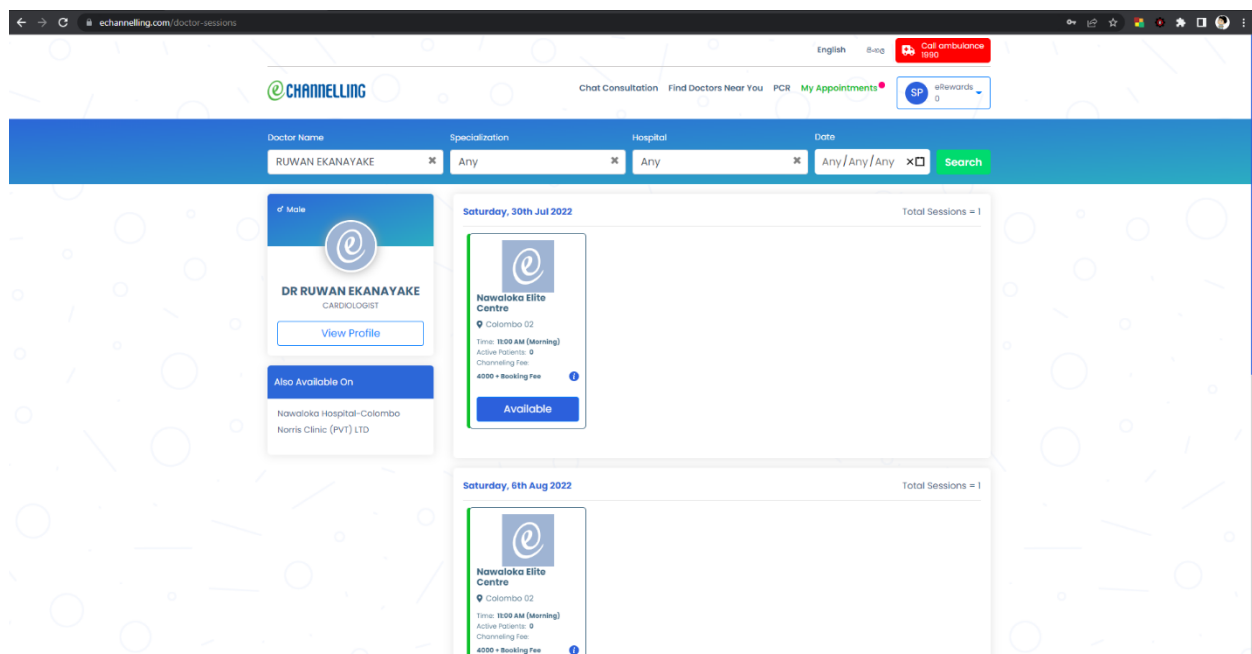 echannelling.com/doctor-sessions
English සිංහල Call ambulance
1990
e CHANNELLING
Chat Consultation Find Doctors Near You PCR My Appointments
SP eRewards
0
Doctor Name Specialization Hospital Date
RUWAN EKANAYAKE Any Any Any/Any/Any Search
Male
DR RUWAN EKANAYAKE
CARDIOLOGIST
View Profile
Also Available On
Nawaloka Hospital-Colombo
Norris Clinic (PVT) LTD
Saturday, 30th Jul 2022 Total Sessions = 1
Nawaloka Elite
Centre
Colombo 02
Time: 11:00 AM (Morning)
Active Patients: 0
Channeling Fee:
4000 + Booking Fee
Available
Saturday, 6th Aug 2022 Total Sessions = 1
Nawaloka Elite
Centre
Colombo 02
Time: 11:00 AM (Morning)
Active Patients: 0
Channeling Fee:
4000 + Booking Fee